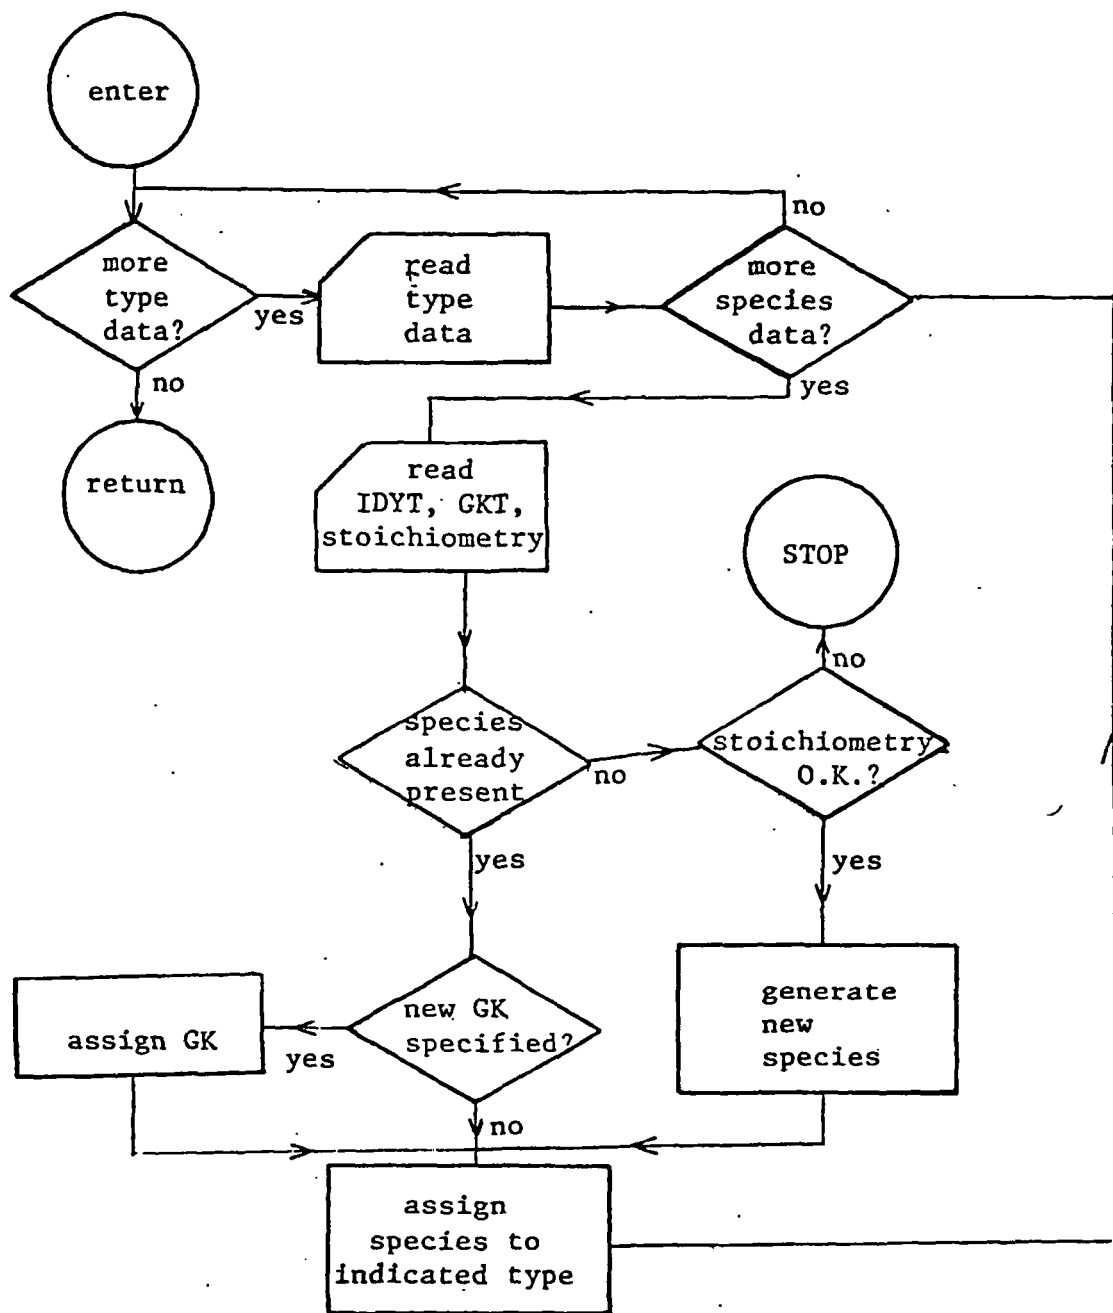 enter
no
more
type
data?
yes
read
type
data
more
species
data?
no
yes
return
read
IDYT, GKT,
stoichiometry
STOP
no
species
already
present
no
stoichiometry
O.K.?
yes
yes
new GK
specified?
generate
new
species
assign GK
yes
no
assign
species to
indicated type